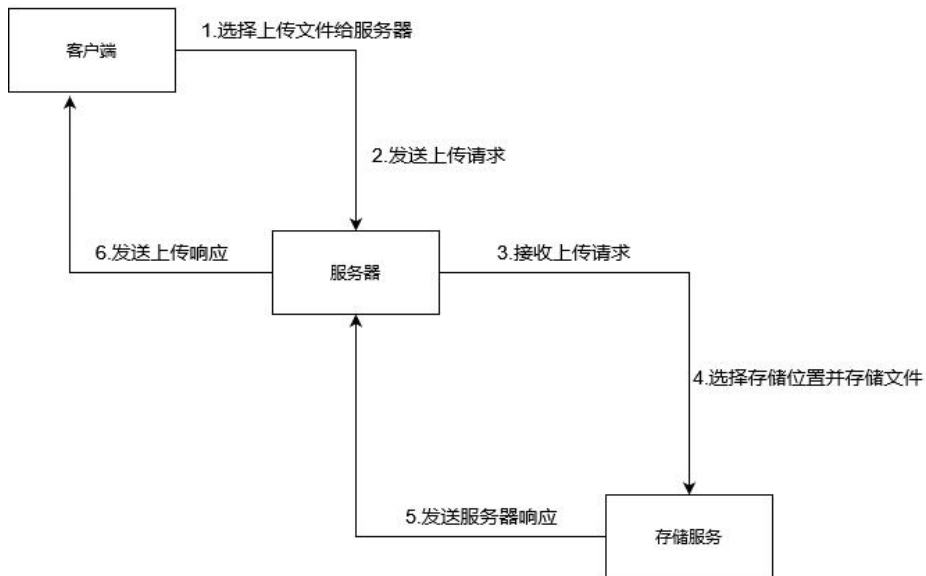 1.选择上传文件给服务器
客户端
2.发送上传请求
6.发送上传响应
3.接收上传请求
服务器
4.选择存储位置并存储文件
5.发送服务器响应
存储服务